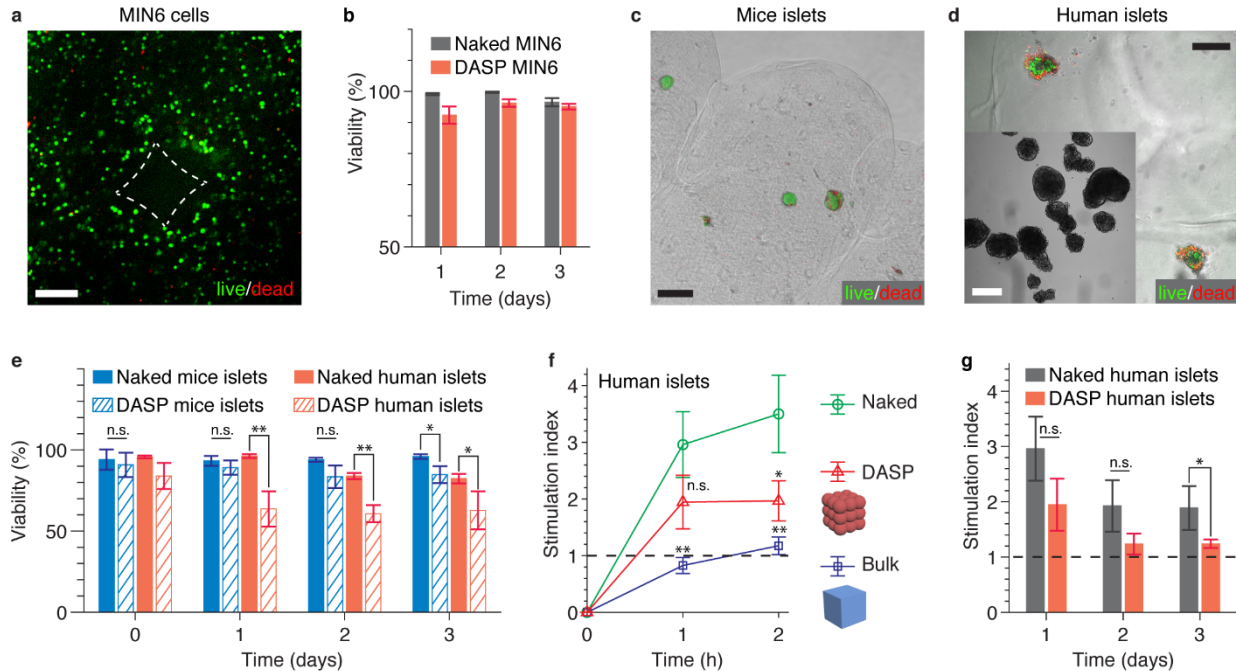 a MIN6 cells
live/dead
b
Naked MIN6
DASP MIN6
Viability (%)
100
50
1 2 3
Time (days)
c Mice islets
live/dead
d Human islets
live/dead
e
Naked mice islets
Naked human islets
DASP mice islets
DASP human islets
Viability (%)
100
50
0
n.s.
n.s.
**
n.s.
**
*
*
0 1 2 3
Time (days)
f
Human islets
Stimulation index
4
3
2
1
0
n.s.
*
**
**
0 1 2
Time (h)
Naked
DASP
Bulk
g
Naked human islets
DASP human islets
Stimulation index
4
3
2
1
0
n.s.
n.s.
*
1 2 3
Time (days)